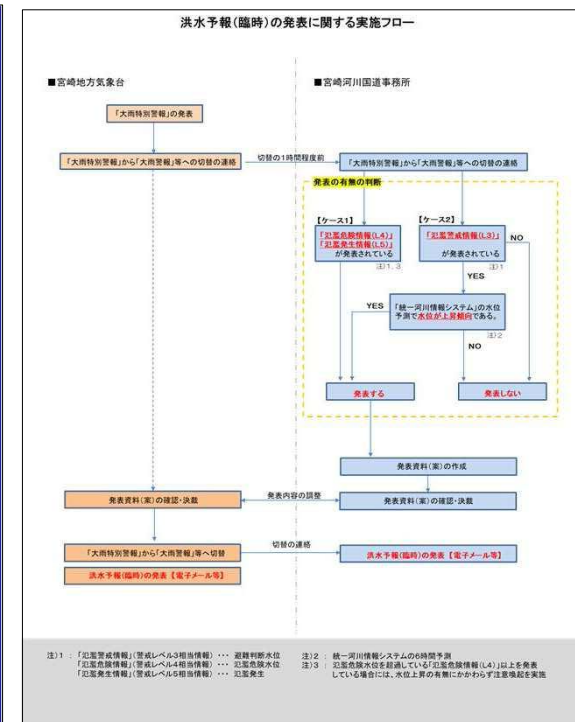 洪水予報(臨時)の発表に関する実施フロー
■宮崎地方気象台
■宮崎河川国道事務所
「大雨特別警報」の発表
「大雨特別警報」から「大雨警報」等への切替の連絡
切替の1時間程度前
「大雨特別警報」から「大雨警報」等への切替の連絡
発表の有無の判断
【ケース1】
「氾濫危険情報(L4)」
「氾濫発生情報(L5)」
が発表されている
注)1、3
【ケース2】
「氾濫警戒情報(L3)」
が発表されている
注)1
NO
YES
「統一河川情報システム」の水位
予測で水位が上昇傾向である。
注)2
YES
NO
発表する
発表しない
発表資料(案)の作成
発表資料(案)の確認・決裁
発表内容の調整
発表資料(案)の確認・決裁
「大雨特別警報」から「大雨警報」等へ切替
切替の連絡
洪水予報(臨時)の発表【電子メール等】
洪水予報(臨時)の発表【電子メール等】
注)1 : 「氾濫警戒情報」(警戒レベル3相当情報) ・・・ 避難判断水位
「氾濫危険情報」(警戒レベル4相当情報) ・・・ 氾濫危険水位
「氾濫発生情報」(警戒レベル5相当情報) ・・・ 氾濫発生
注)2 : 統一河川情報システムの6時間予測
注)3 : 氾濫危険水位を超過している「氾濫危険情報(L4)」以上を発表
している場合には、水位上昇の有無にかかわらず注意喚起を実施